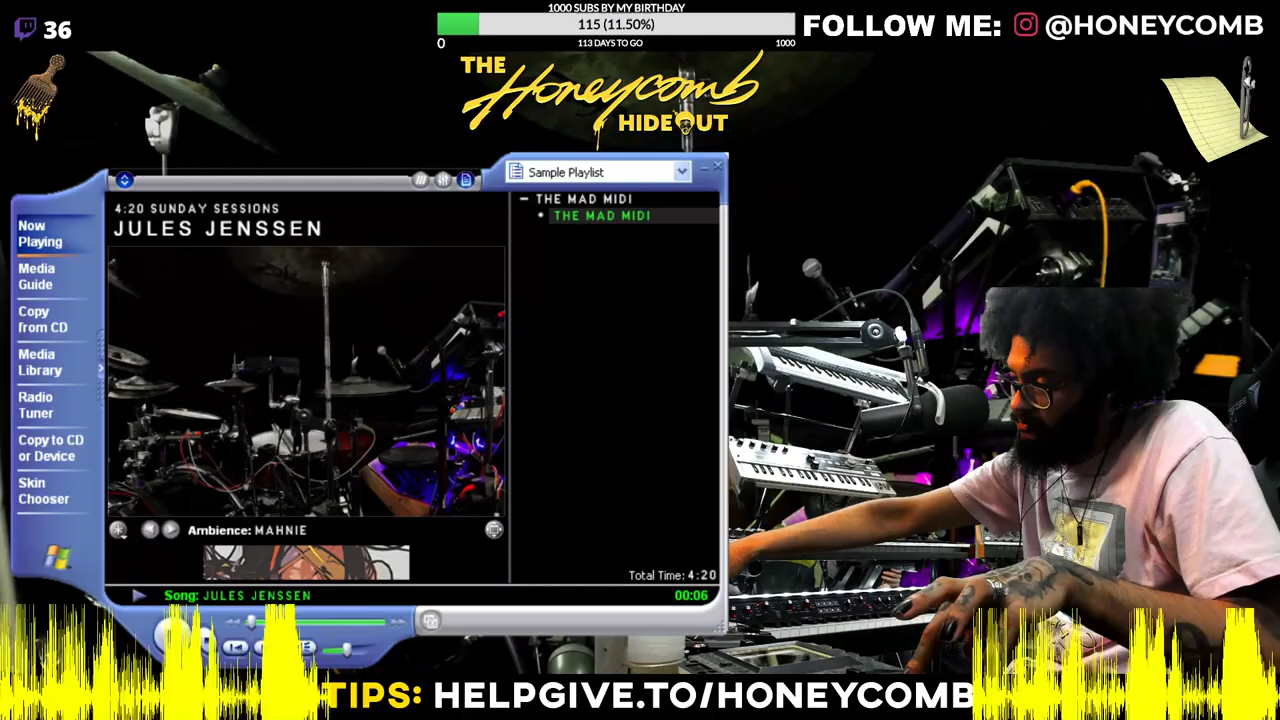 36
1000 SUBS BY MY BIRTHDAY
115 (11.50%)
0
113 DAYS TO GO
1000
FOLLOW ME: @HONEYCOMB
THE
Honeycomb
HIDEOUT
Sample Playlist
4:20 SUNDAY SESSIONS
JULES JENSSEN
THE MAD MIDI
THE MAD MIDI
Now
Playing
Media
Guide
Copy
from CD
Media
Library
Radio
Tuner
Copy to CD
or Device
Skin
Chooser
Ambience: MAHNIE
Total Time: 4:20
Song: JULES JENSSEN
00:06
TIPS: HELPGIVE.TO/HONEYCOMB